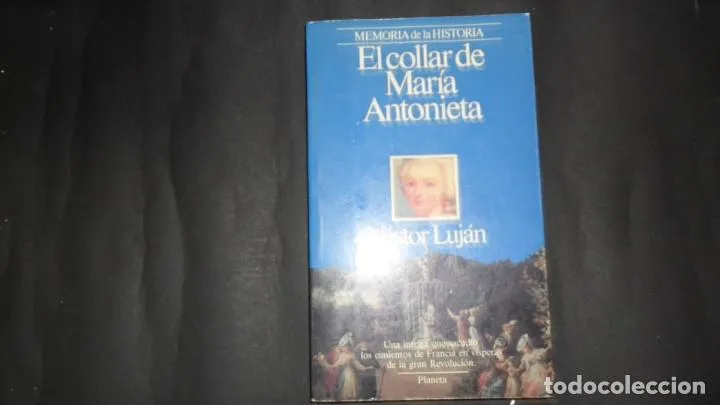 MEMORIA de la HISTORIA
El collar de
María
Antonieta
Luján
Una intriga que sacudió
los cimientos de Francia en vísperas
de la gran Revolución.
Planeta
todocoleccion